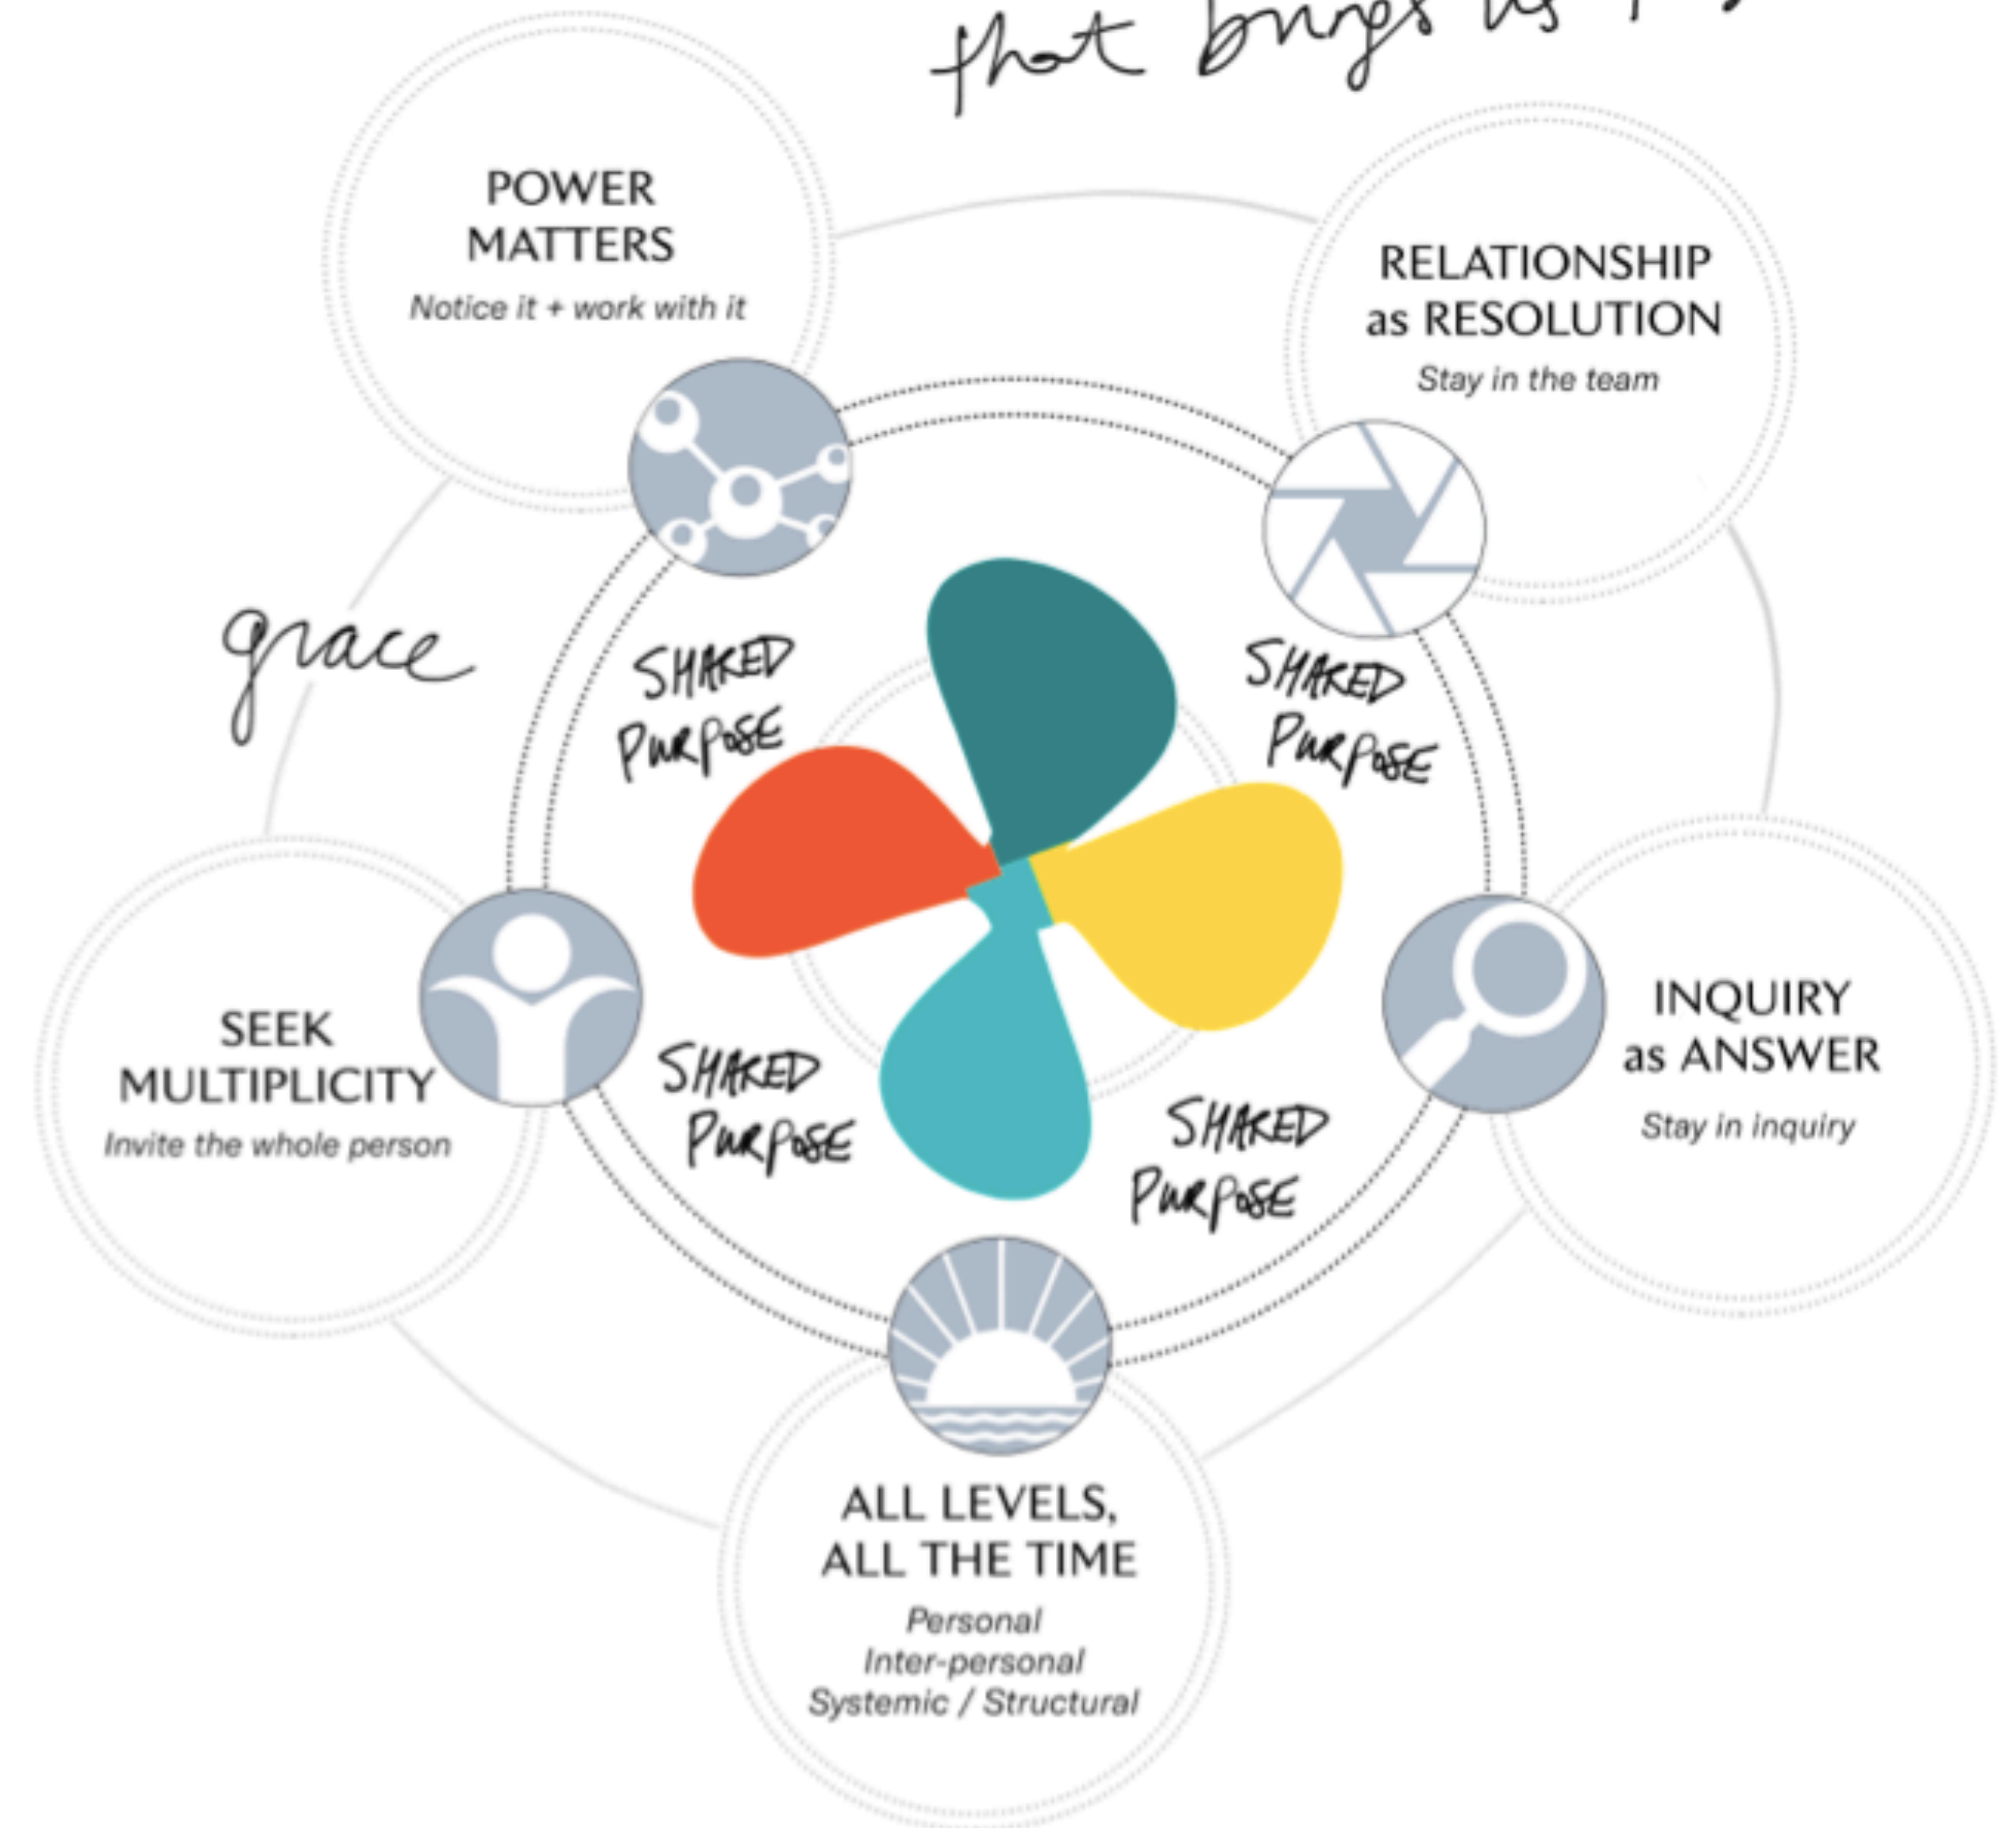 that brings us
POWER
MATTERS
Notice it + work with it
RELATIONSHIP
as RESOLUTION
Stay in the team
grace
SHARED
PURPOSE
SHARED
PURPOSE
SEEK
MULTIPLICITY
Invite the whole person
SHARED
PURPOSE
SHARED
PURPOSE
INQUIRY
as ANSWER
Stay in inquiry
ALL LEVELS,
ALL THE TIME
Personal
Inter-personal
Systemic / Structural